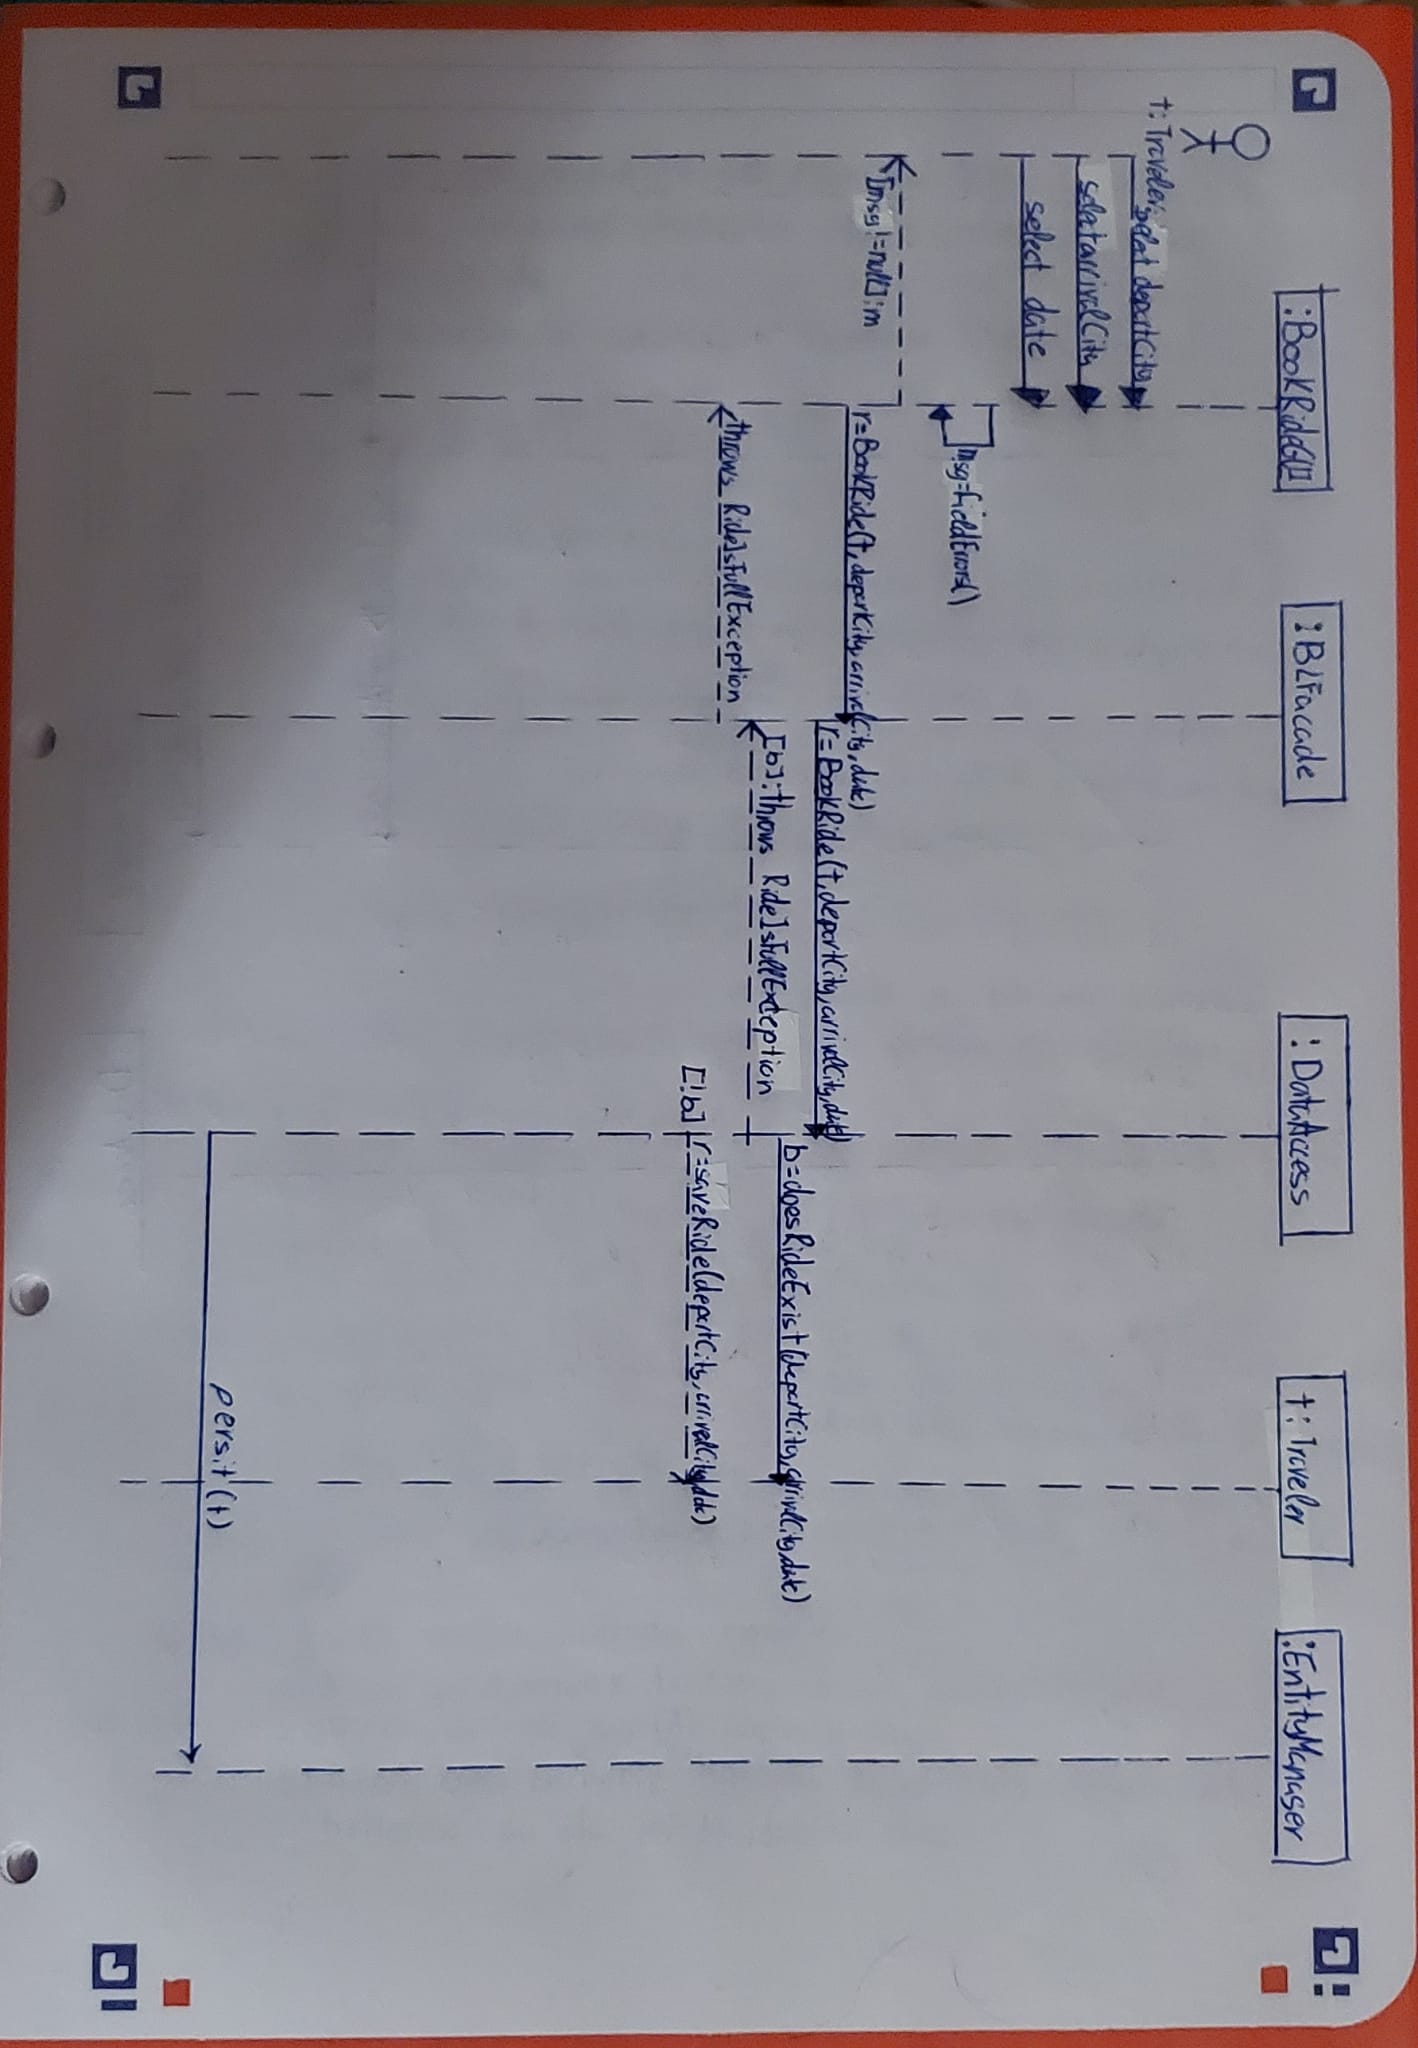 t:Traveler
:BookRideGUI
:BLFacade
:DataAccess
t:Traveler
:EntityManager
select departCity
select arrivalCity
select date
msg=fieldErrors()
[msg!=null]:m
r=BookRide(t,departCity,arrivalCity,date)
r=BookRide(t,departCity,arrivalCity,date)
b=doesRideExist(departCity,arrivalCity,date)
[b]:throws RideIsFullException
throws RideIsFullException
[!b] r=saveRide(departCity,arrivalCity,date)
persit(t)